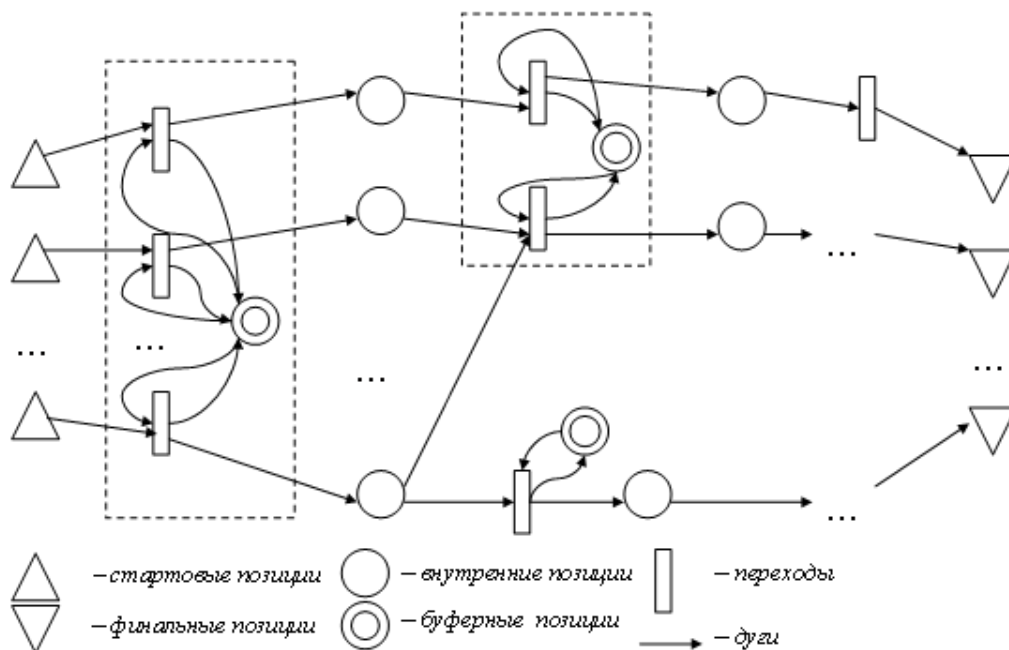 ...
...
... ... ...
...
...
– стартовые позиции – внутренние позиции – переходы
– финальные позиции – буферные позиции – дуги